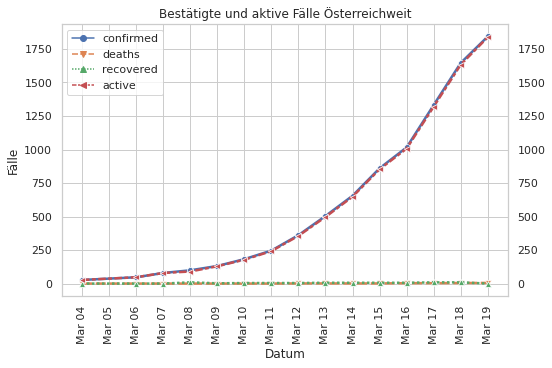 Bestätigte und aktive Fälle Österreichweit
confirmed
deaths
recovered
active
1750
1500
1250
1000
750
500
250
0
Fälle
1750
1500
1250
1000
750
500
250
0
Mar 04
Mar 05
Mar 06
Mar 07
Mar 08
Mar 09
Mar 10
Mar 11
Mar 12
Mar 13
Mar 14
Mar 15
Mar 16
Mar 17
Mar 18
Mar 19
Datum